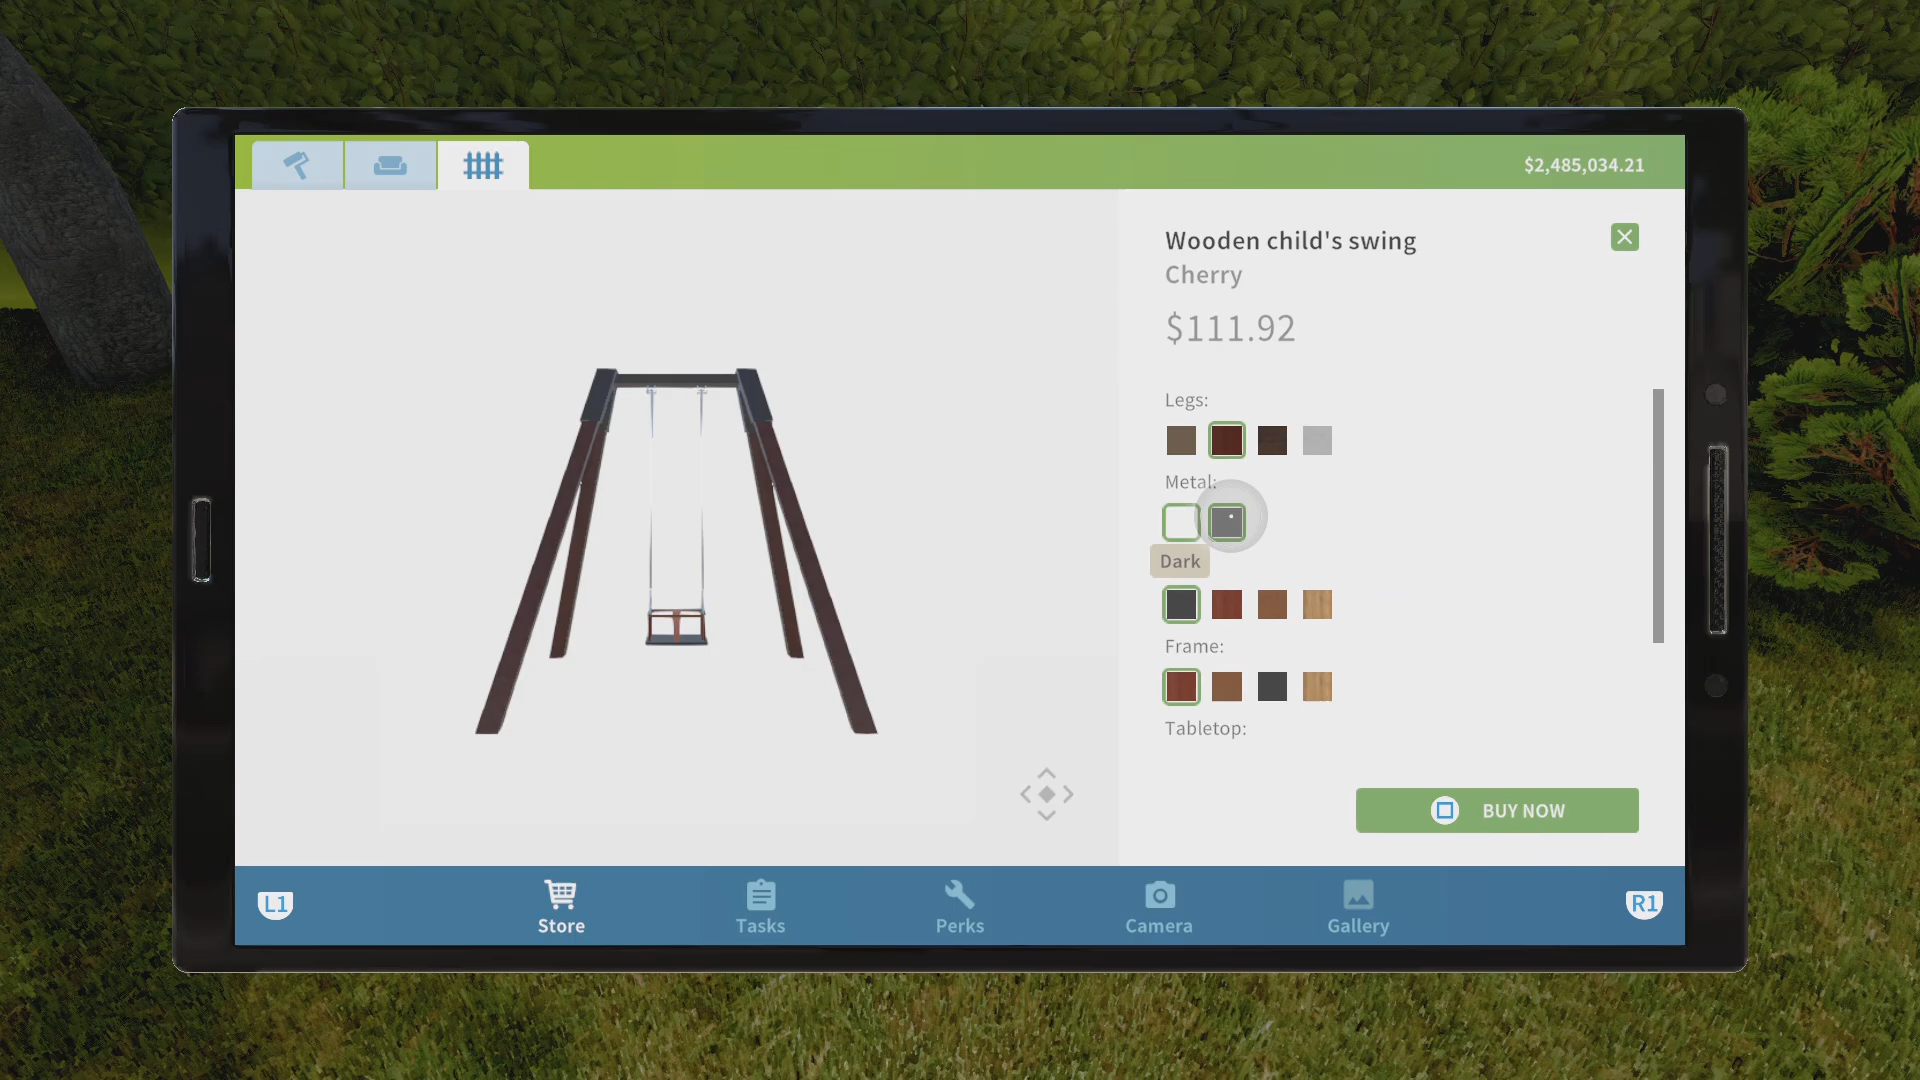 $2,485,034.21
Wooden child's swing
Cherry
$111.92
Legs:
Metal:
Dark
Frame:
Tabletop:
BUY NOW
L1
Store
Tasks
Perks
Camera
Gallery
R1